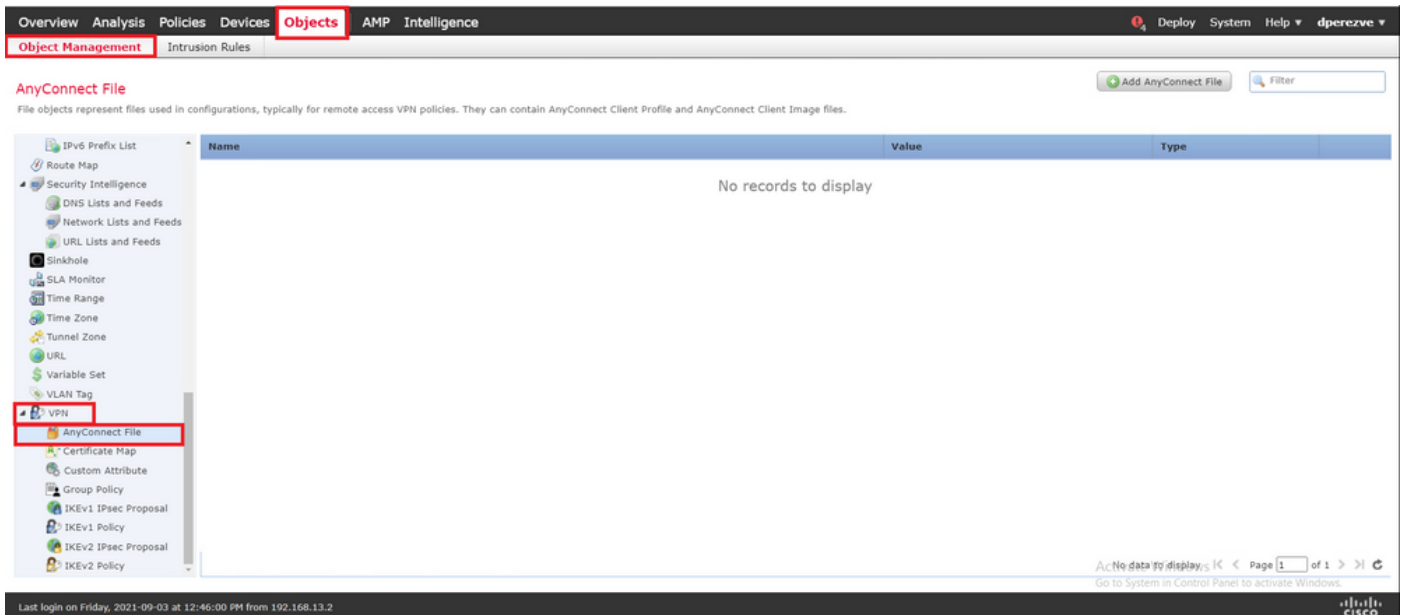 Overview Analysis Policies Devices Objects AMP Intelligence 4 Deploy System Help dperezve
Object Management Intrusion Rules
AnyConnect File
Add AnyConnect File Filter
File objects represent files used in configurations, typically for remote access VPN policies. They can contain AnyConnect Client Profile and AnyConnect Client Image files.
Name Value Type
No records to display
IPv6 Prefix List
Route Map
Security Intelligence
DNS Lists and Feeds
Network Lists and Feeds
URL Lists and Feeds
Sinkhole
SLA Monitor
Time Range
Time Zone
Tunnel Zone
URL
Variable Set
VLAN Tag
VPN
AnyConnect File
Certificate Map
Custom Attribute
Group Policy
IKEv1 IPsec Proposal
IKEv1 Policy
IKEv2 IPsec Proposal
IKEv2 Policy
No data to display |< < Page 1 of 1 > >|
Go to System in Control Panel to activate Windows.
Last login on Friday, 2021-09-03 at 12:46:00 PM from 192.168.13.2
CISCO